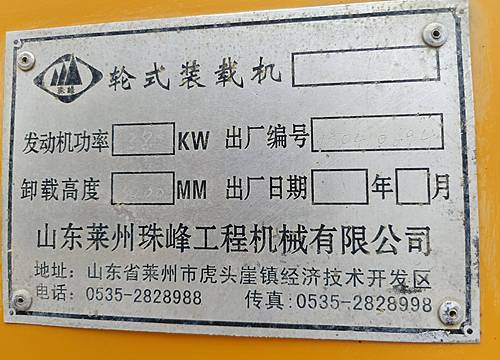 珠峰 轮式装载机
发动机功率 KW 出厂编号
卸载高度 MM 出厂日期 年 月
山东莱州珠峰工程机械有限公司
地址: 山东省莱州市虎头崖镇经济技术开发区
电话: 0535-2828988 传真:0535-2828998